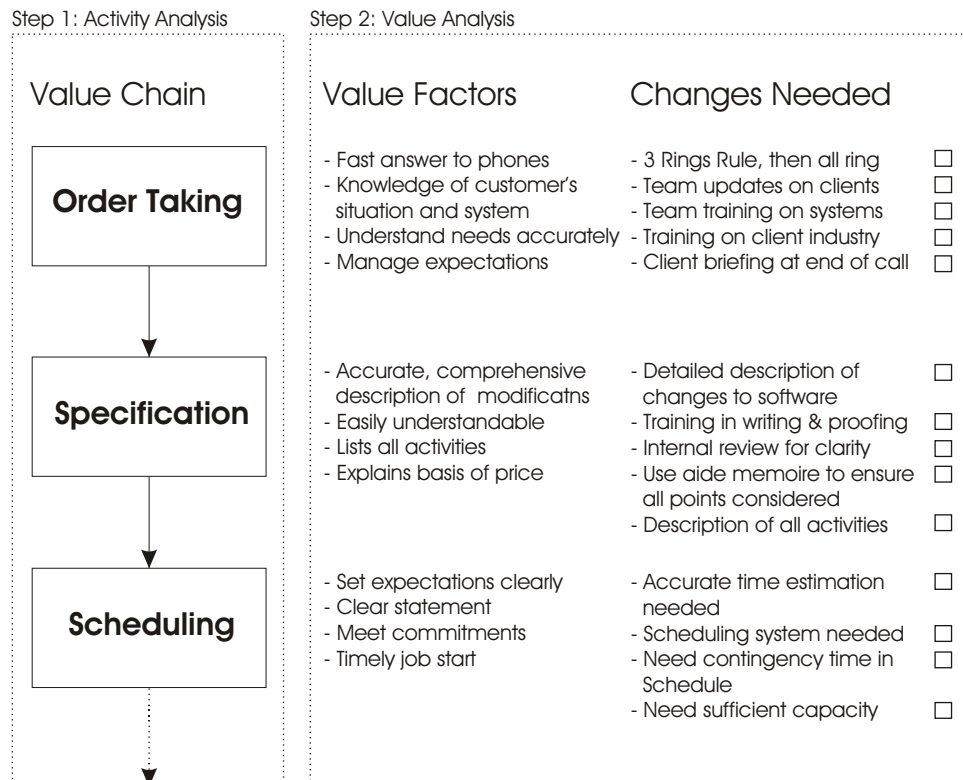 Step 1: Activity Analysis
Step 2: Value Analysis
Value Chain
Value Factors
Changes Needed
Order Taking
- Fast answer to phones
- Knowledge of customer's
situation and system
- Understand needs accurately
- Manage expectations
- 3 Rings Rule, then all ring
- Team updates on clients
- Team training on systems
- Training on client industry
- Client briefing at end of call
Specification
- Accurate, comprehensive
description of modificatns
- Easily understandable
- Lists all activities
- Explains basis of price
- Detailed description of
changes to software
- Training in writing & proofing
- Internal review for clarity
- Use aide memoire to ensure
all points considered
- Description of all activities
Scheduling
- Set expectations clearly
- Clear statement
- Meet commitments
- Timely job start
- Accurate time estimation
needed
- Scheduling system needed
- Need contingency time in
Schedule
- Need sufficient capacity